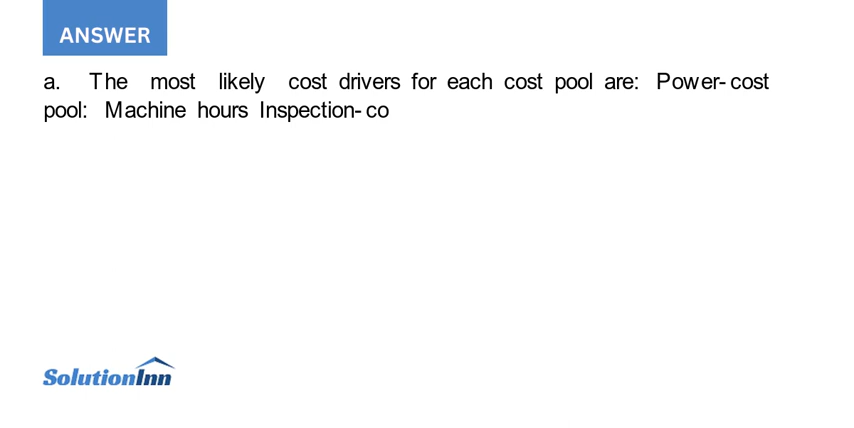 ANSWER
a. The most likely cost drivers for each cost pool are: Power- cost
pool: Machine hours Inspection- co
SolutionInn